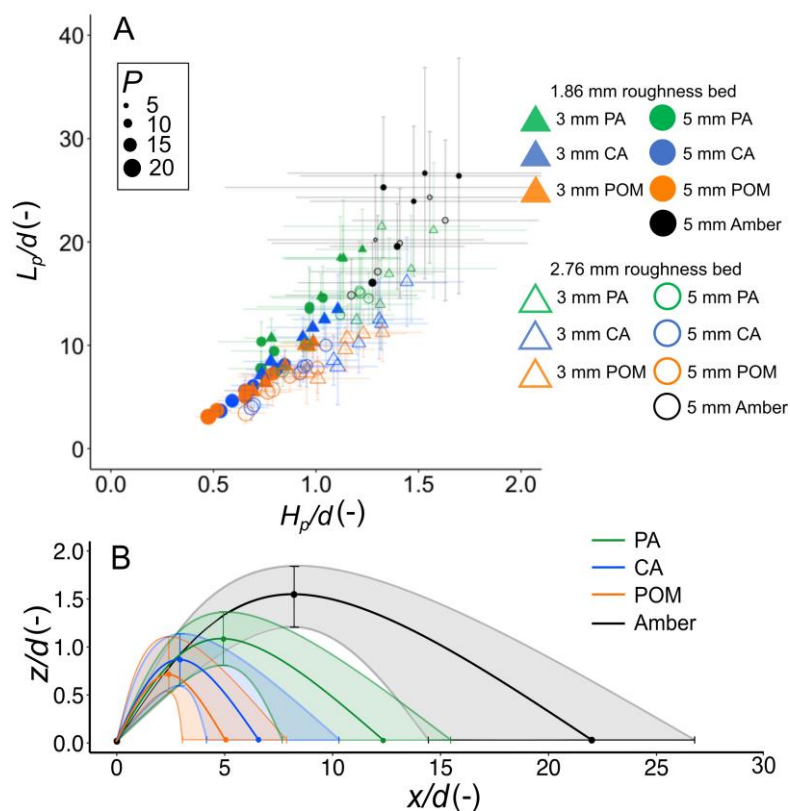 A
40
30
20
10
0
Lp/d(-)
P
5
10
15
20
0.0 0.5 1.0 1.5 2.0
Hp/d(-)
1.86 mm roughness bed
3 mm PA 5 mm PA
3 mm CA 5 mm CA
3 mm POM 5 mm POM
5 mm Amber
2.76 mm roughness bed
3 mm PA 5 mm PA
3 mm CA 5 mm CA
3 mm POM 5 mm POM
5 mm Amber
B
2.0
1.5
1.0
0.5
0.0
z/d(-)
PA
CA
POM
Amber
0 5 10 15 20 25 30
x/d(-)